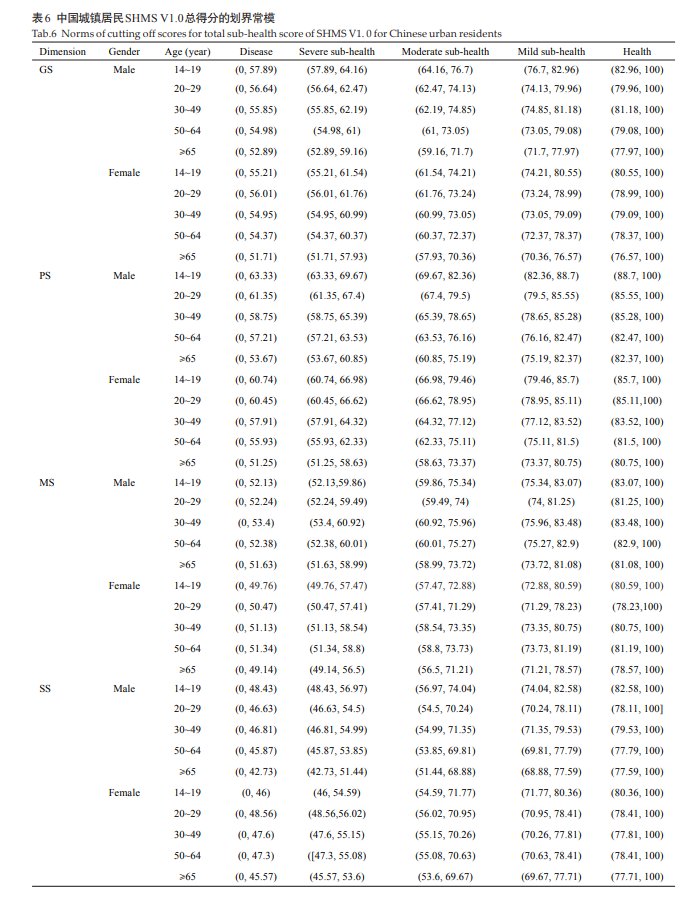 表6 中国城镇居民SHMS V1.0总得分的划界常模
Tab.6 Norms of cutting off scores for total sub-health score of SHMS V1. 0 for Chinese urban residents
Dimension Gender Age (year) Disease Severe sub-health Moderate sub-health Mild sub-health Health
GS Male 14~19 (0, 57.89) (57.89, 64.16) (64.16, 76.7) (76.7, 82.96) (82.96, 100)
20~29 (0, 56.64) (56.64, 62.47) (62.47, 74.13) (74.13, 79.96) (79.96, 100)
30~49 (0, 55.85) (55.85, 62.19) (62.19, 74.85) (74.85, 81.18) (81.18, 100)
50~64 (0, 54.98) (54.98, 61) (61, 73.05) (73.05, 79.08) (79.08, 100)
≥65 (0, 52.89) (52.89, 59.16) (59.16, 71.7) (71.7, 77.97) (77.97, 100)
Female 14~19 (0, 55.21) (55.21, 61.54) (61.54, 74.21) (74.21, 80.55) (80.55, 100)
20~29 (0, 56.01) (56.01, 61.76) (61.76, 73.24) (73.24, 78.99) (78.99, 100)
30~49 (0, 54.95) (54.95, 60.99) (60.99, 73.05) (73.05, 79.09) (79.09, 100)
50~64 (0, 54.37) (54.37, 60.37) (60.37, 72.37) (72.37, 78.37) (78.37, 100)
≥65 (0, 51.71) (51.71, 57.93) (57.93, 70.36) (70.36, 76.57) (76.57, 100)
PS Male 14~19 (0, 63.33) (63.33, 69.67) (69.67, 82.36) (82.36, 88.7) (88.7, 100)
20~29 (0, 61.35) (61.35, 67.4) (67.4, 79.5) (79.5, 85.55) (85.55, 100)
30~49 (0, 58.75) (58.75, 65.39) (65.39, 78.65) (78.65, 85.28) (85.28, 100)
50~64 (0, 57.21) (57.21, 63.53) (63.53, 76.16) (76.16, 82.47) (82.47, 100)
≥65 (0, 53.67) (53.67, 60.85) (60.85, 75.19) (75.19, 82.37) (82.37, 100)
Female 14~19 (0, 60.74) (60.74, 66.98) (66.98, 79.46) (79.46, 85.7) (85.7, 100)
20~29 (0, 60.45) (60.45, 66.62) (66.62, 78.95) (78.95, 85.11) (85.11,100)
30~49 (0, 57.91) (57.91, 64.32) (64.32, 77.12) (77.12, 83.52) (83.52, 100)
50~64 (0, 55.93) (55.93, 62.33) (62.33, 75.11) (75.11, 81.5) (81.5, 100)
≥65 (0, 51.25) (51.25, 58.63) (58.63, 73.37) (73.37, 80.75) (80.75, 100)
MS Male 14~19 (0, 52.13) (52.13,59.86) (59.86, 75.34) (75.34, 83.07) (83.07, 100)
20~29 (0, 52.24) (52.24, 59.49) (59.49, 74) (74, 81.25) (81.25, 100)
30~49 (0, 53.4) (53.4, 60.92) (60.92, 75.96) (75.96, 83.48) (83.48, 100)
50~64 (0, 52.38) (52.38, 60.01) (60.01, 75.27) (75.27, 82.9) (82.9, 100)
≥65 (0, 51.63) (51.63, 58.99) (58.99, 73.72) (73.72, 81.08) (81.08, 100)
Female 14~19 (0, 49.76) (49.76, 57.47) (57.47, 72.88) (72.88, 80.59) (80.59, 100)
20~29 (0, 50.47) (50.47, 57.41) (57.41, 71.29) (71.29, 78.23) (78.23,100)
30~49 (0, 51.13) (51.13, 58.54) (58.54, 73.35) (73.35, 80.75) (80.75, 100)
50~64 (0, 51.34) (51.34, 58.8) (58.8, 73.73) (73.73, 81.19) (81.19, 100)
≥65 (0, 49.14) (49.14, 56.5) (56.5, 71.21) (71.21, 78.57) (78.57, 100)
SS Male 14~19 (0, 48.43) (48.43, 56.97) (56.97, 74.04) (74.04, 82.58) (82.58, 100)
20~29 (0, 46.63) (46.63, 54.5) (54.5, 70.24) (70.24, 78.11) (78.11, 100]
30~49 (0, 46.81) (46.81, 54.99) (54.99, 71.35) (71.35, 79.53) (79.53, 100)
50~64 (0, 45.87) (45.87, 53.85) (53.85, 69.81) (69.81, 77.79) (77.79, 100)
≥65 (0, 42.73) (42.73, 51.44) (51.44, 68.88) (68.88, 77.59) (77.59, 100)
Female 14~19 (0, 46) (46, 54.59) (54.59, 71.77) (71.77, 80.36) (80.36, 100)
20~29 (0, 48.56) (48.56,56.02) (56.02, 70.95) (70.95, 78.41) (78.41, 100)
30~49 (0, 47.6) (47.6, 55.15) (55.15, 70.26) (70.26, 77.81) (77.81, 100)
50~64 (0, 47.3) ([47.3, 55.08) (55.08, 70.63) (70.63, 78.41) (78.41, 100)
≥65 (0, 45.57) (45.57, 53.6) (53.6, 69.67) (69.67, 77.71) (77.71, 100)